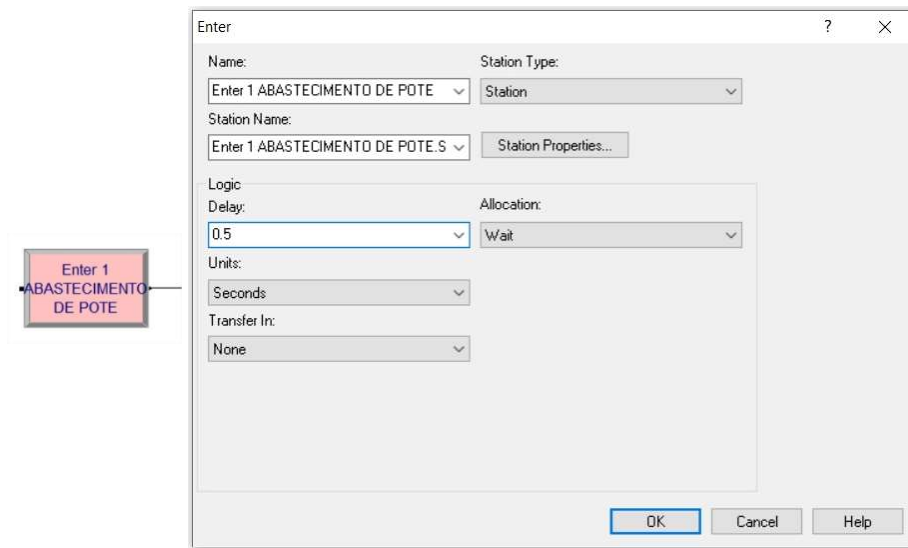 Enter
?
Name:
Station Type:
Enter 1 ABASTECIMENTO DE POTE
Station
Station Name:
Enter 1 ABASTECIMENTO DE POTE.S
Station Properties...
Logic
Delay:
Allocation:
0.5
Wait
Units:
Seconds
Transfer In:
None
Enter 1
ABASTECIMENTO
DE POTE
OK
Cancel
Help